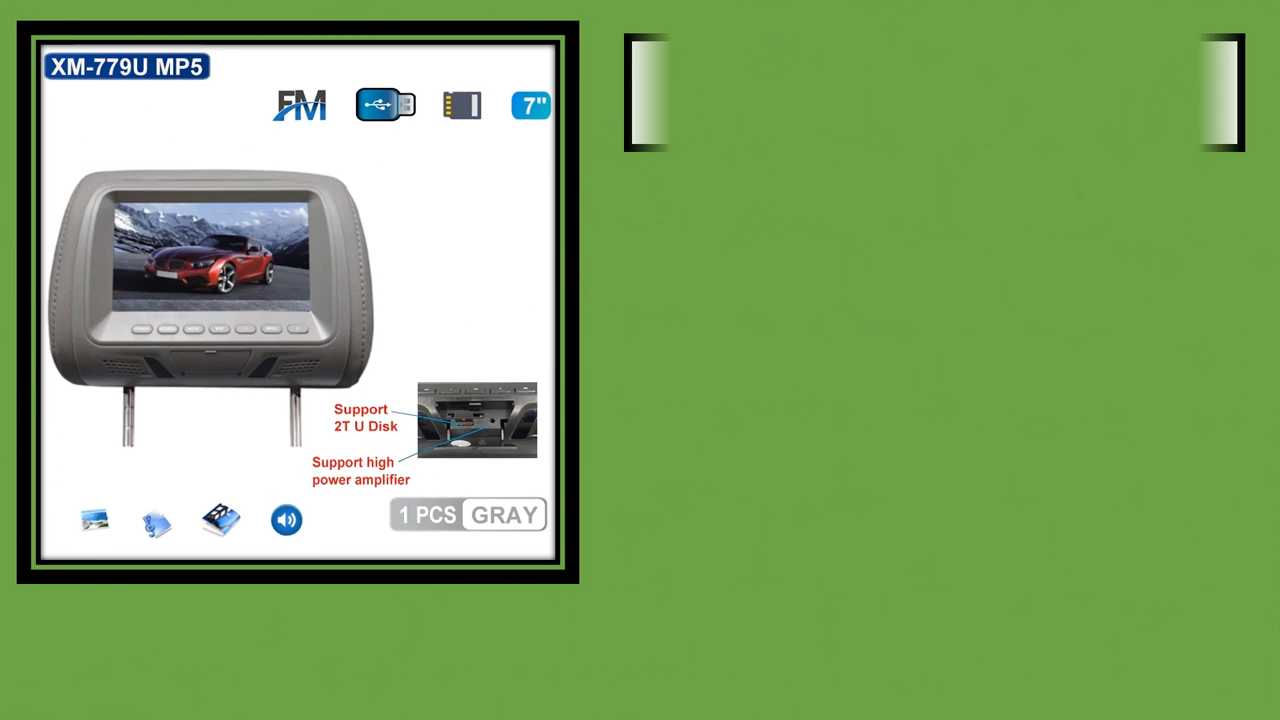 XM-779U MP5
FM
7"
Support
2T U Disk
Support high
power amplifier
1 PCS GRAY